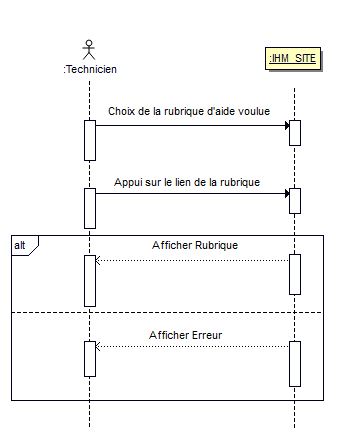 :Technicien
:IHM_SITE
Choix de la rubrique d'aide voulue
Appui sur le lien de la rubrique
alt
Afficher Rubrique
Afficher Erreur